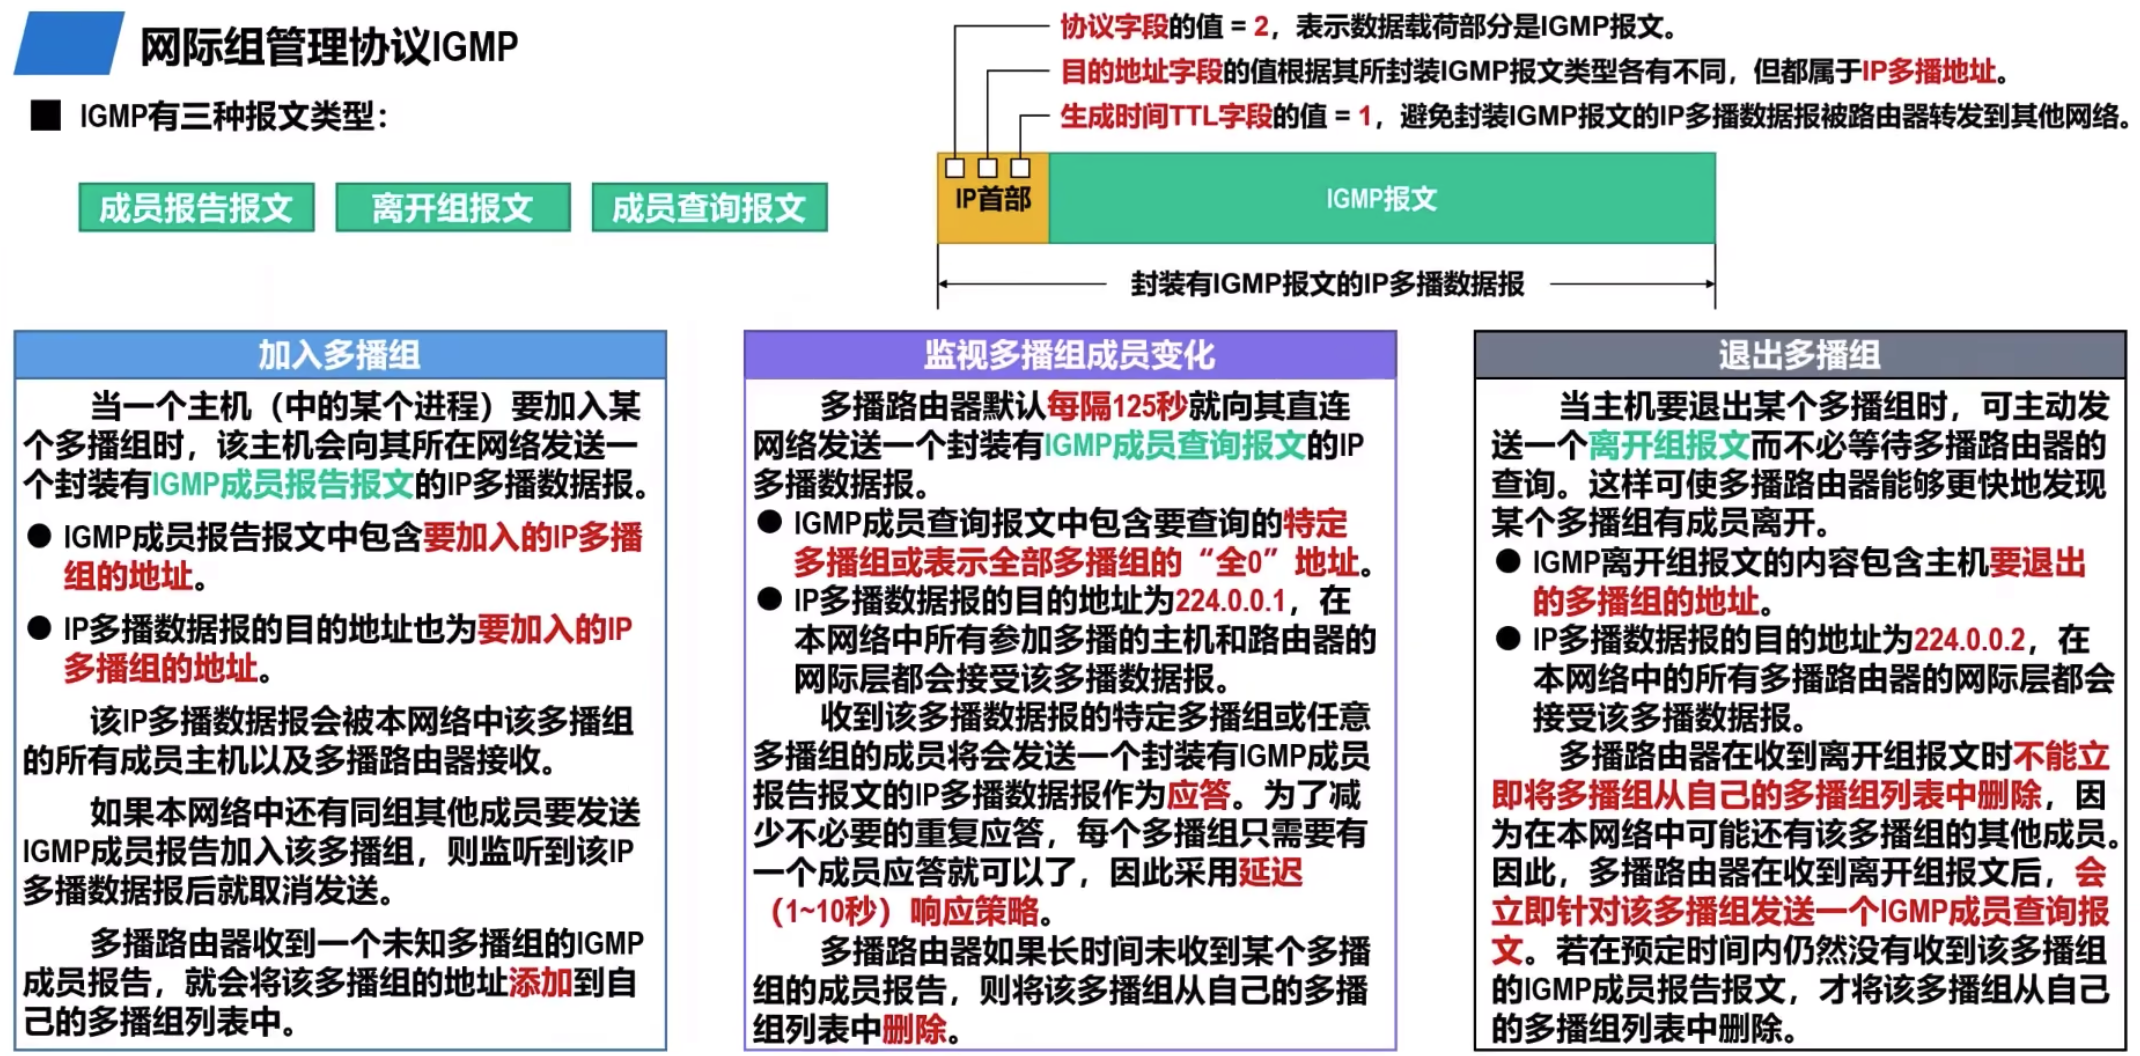 网际组管理协议IGMP
■ IGMP有三种报文类型：
成员报告报文
离开组报文
成员查询报文
协议字段的值 = 2，表示数据载荷部分是IGMP报文。
目的地址字段的值根据其所封装IGMP报文类型各有不同，但都属于IP多播地址。
生成时间TTL字段的值 = 1，避免封装IGMP报文的IP多播数据报被路由器转发到其他网络。
IP首部
IGMP报文
封装有IGMP报文的IP多播数据报
加入多播组
当一个主机（中的某个进程）要加入某
个多播组时，该主机会向其所在网络发送一
个封装有IGMP成员报告报文的IP多播数据报。
● IGMP成员报告报文中包含要加入的IP多播
组的地址。
● IP多播数据报的目的地址也为要加入的IP
多播组的地址。
该IP多播数据报会被本网络中该多播组
的所有成员主机以及多播路由器接收。
如果本网络中还有同组其他成员要发送
IGMP成员报告加入该多播组，则监听到该IP
多播数据报后就取消发送。
多播路由器收到一个未知多播组的IGMP
成员报告，就会将该多播组的地址添加到自
己的多播组列表中。
监视多播组成员变化
多播路由器默认每隔125秒就向其直连
网络发送一个封装有IGMP成员查询报文的IP
多播数据报。
● IGMP成员查询报文中包含要查询的特定
多播组或表示全部多播组的“全0”地址。
● IP多播数据报的目的地址为224.0.0.1，在
本网络中所有参加多播的主机和路由器的
网际层都会接受该多播数据报。
收到该多播数据报的特定多播组或任意
多播组的成员将会发送一个封装有IGMP成员
报告报文的IP多播数据报作为应答。为了减
少不必要的重复应答，每个多播组只需要有
一个成员应答就可以了，因此采用延迟
（1~10秒）响应策略。
多播路由器如果长时间未收到某个多播
组的成员报告，则将该多播组从自己的多播
组列表中删除。
退出多播组
当主机要退出某个多播组时，可主动发
送一个离开组报文而不必等待多播路由器的
查询。这样可使多播路由器能够更快地发现
某个多播组有成员离开。
● IGMP离开组报文的内容包含主机要退出
的多播组的地址。
● IP多播数据报的目的地址为224.0.0.2，在
本网络中的所有多播路由器的网际层都会
接受该多播数据报。
多播路由器在收到离开组报文时不能立
即将多播组从自己的多播组列表中删除，因
为在本网络中可能还有该多播组的其他成员。
因此，多播路由器在收到离开组报文后，会
立即针对该多播组发送一个IGMP成员查询报
文。若在预定时间内仍然没有收到该多播组
的IGMP成员报告报文，才将该多播组从自己
的多播组列表中删除。